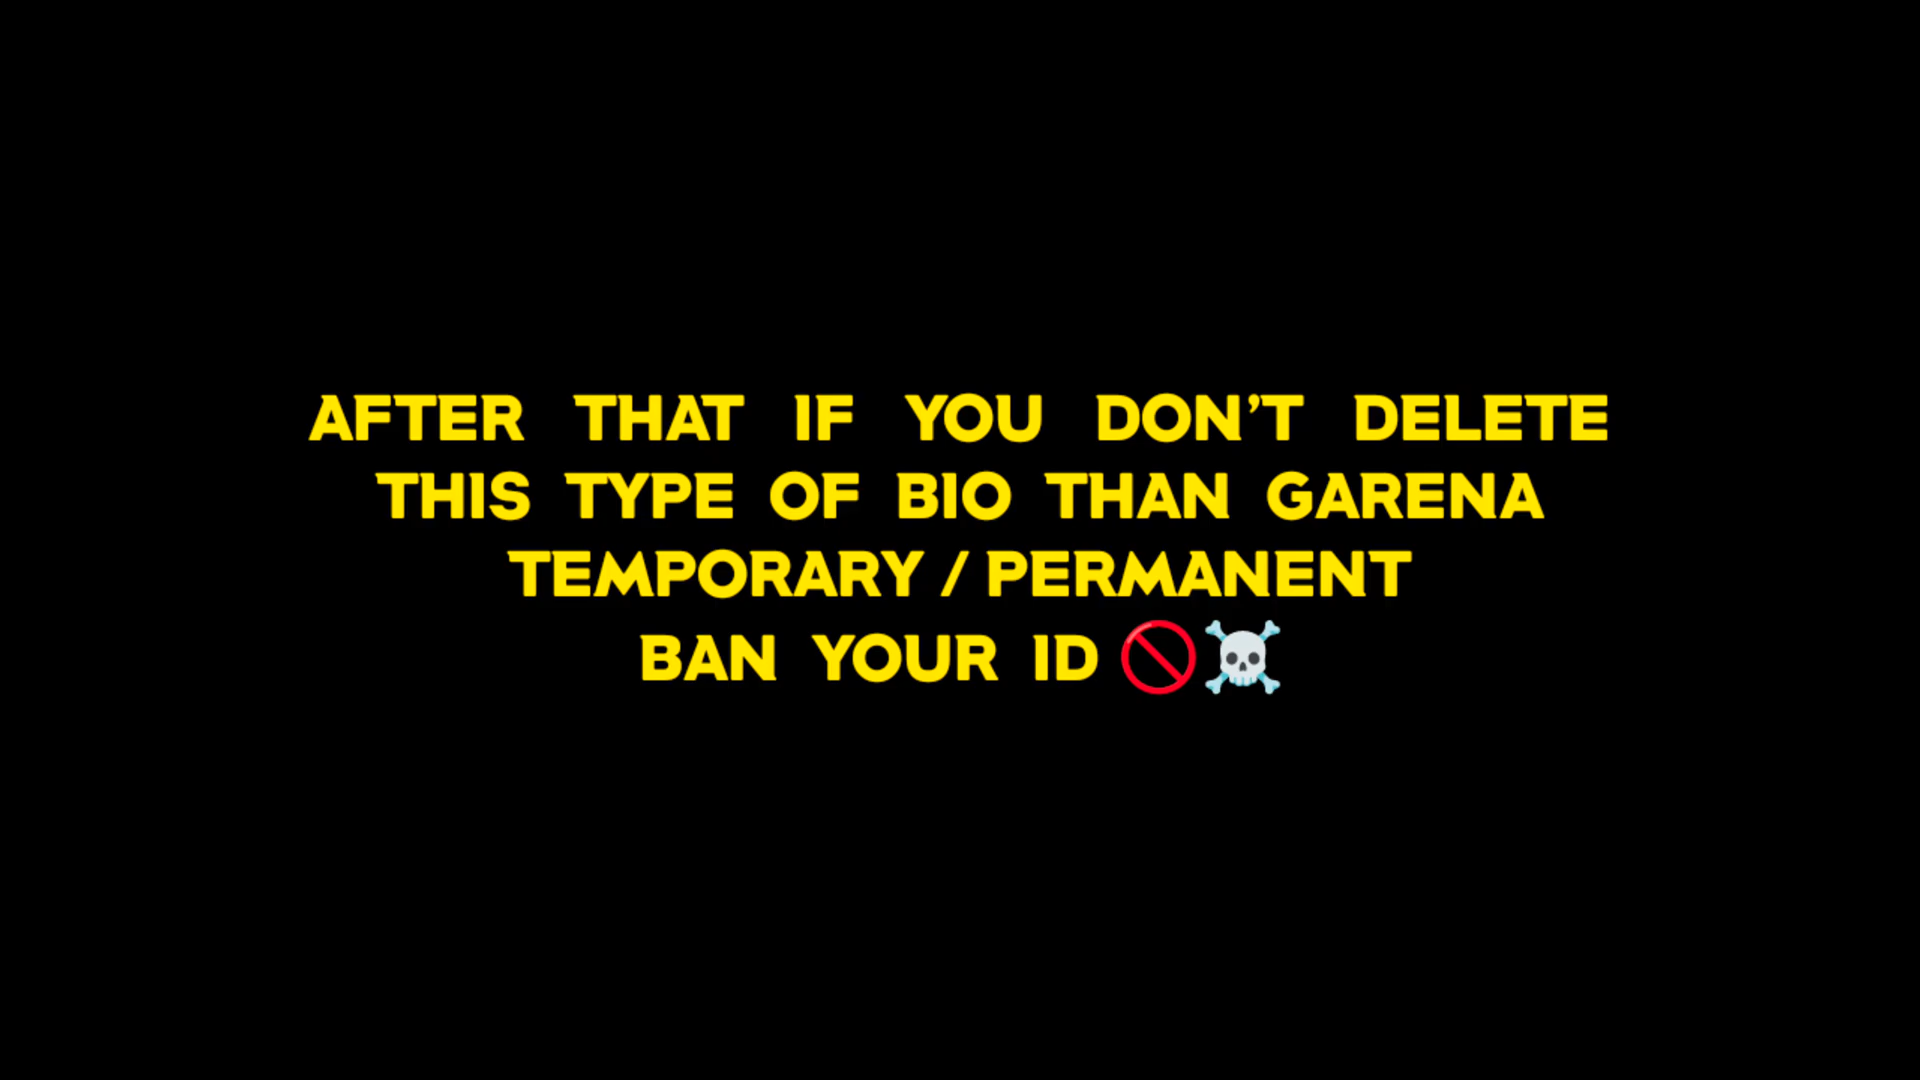 AFTER THAT IF YOU DON'T DELETE
THIS TYPE OF BIO THAN GARENA
TEMPORARY / PERMANENT
BAN YOUR ID 🚫☠️